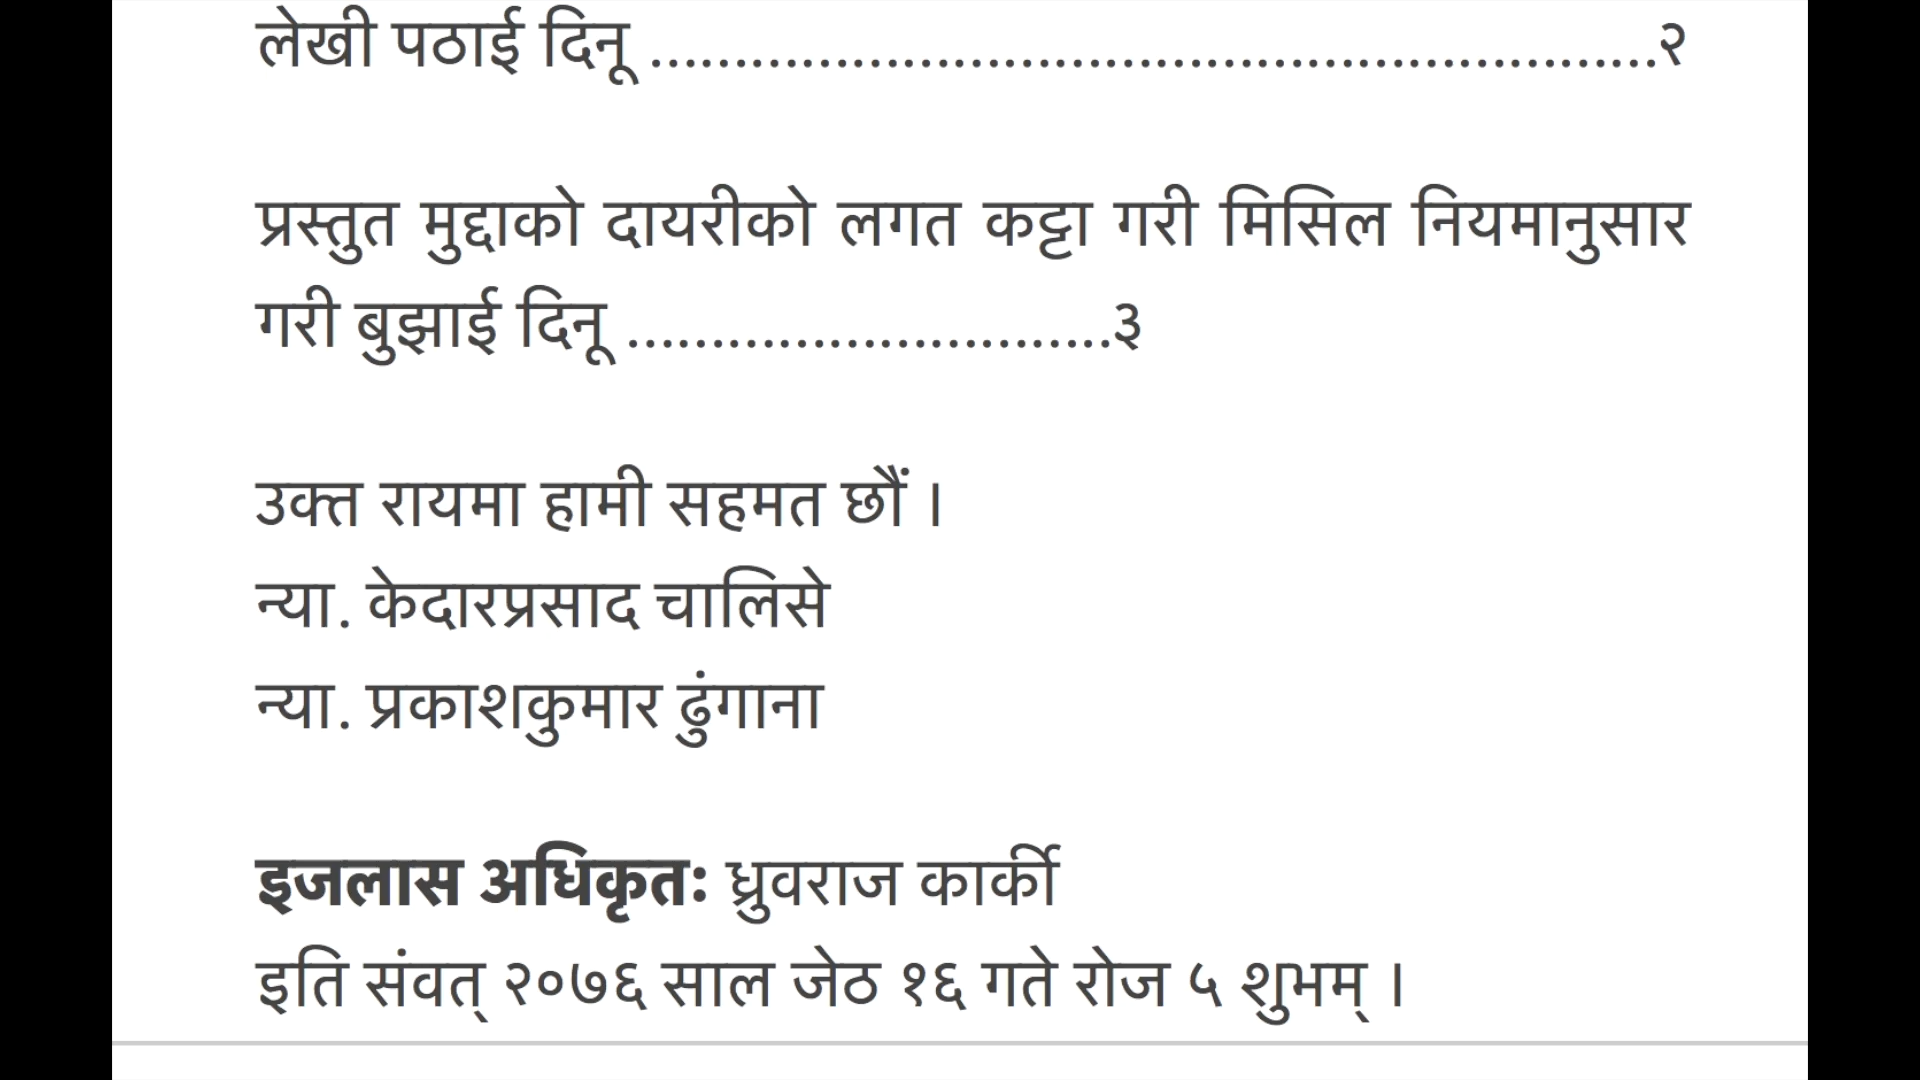 लेखी पठाई दिनू ............................................................२
प्रस्तुत मुद्दाको दायरीको लगत कट्टा गरी मिसिल नियमानुसार
गरी बुझाई दिनू .............................३
उक्त रायमा हामी सहमत छौं ।
न्या. केदारप्रसाद चालिसे
न्या. प्रकाशकुमार ढुंगाना
इजलास अधिकृतः ध्रुवराज कार्की
इति संवत् २०७६ साल जेठ १६ गते रोज ५ शुभम् ।